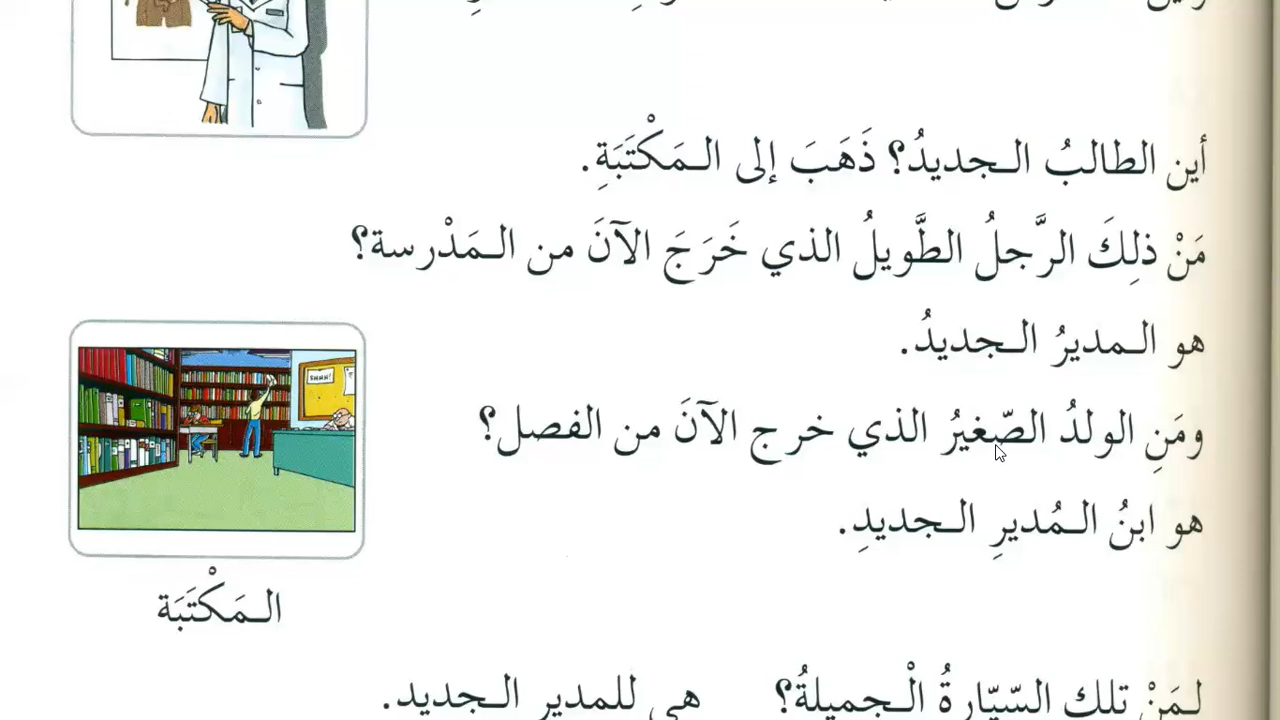 أين الطالبُ الـجديدُ؟ ذَهَبَ إلى الـمَكْتَبَةِ.
مَنْ ذلِكَ الرَّجلُ الطَّويلُ الذي خَرَجَ الآنَ من الـمَدْرسة؟
هو الـمديرُ الـجديدُ.
ومَنِ الولدُ الصّغيرُ الذي خرج الآنَ من الفصل؟
هو ابنُ الـمُديرِ الـجديدِ.
الـمَكْتَبَة
لـمَنْ تلك السّيّارةُ الْـجميلةُ؟ هي للمدير الـجديد.